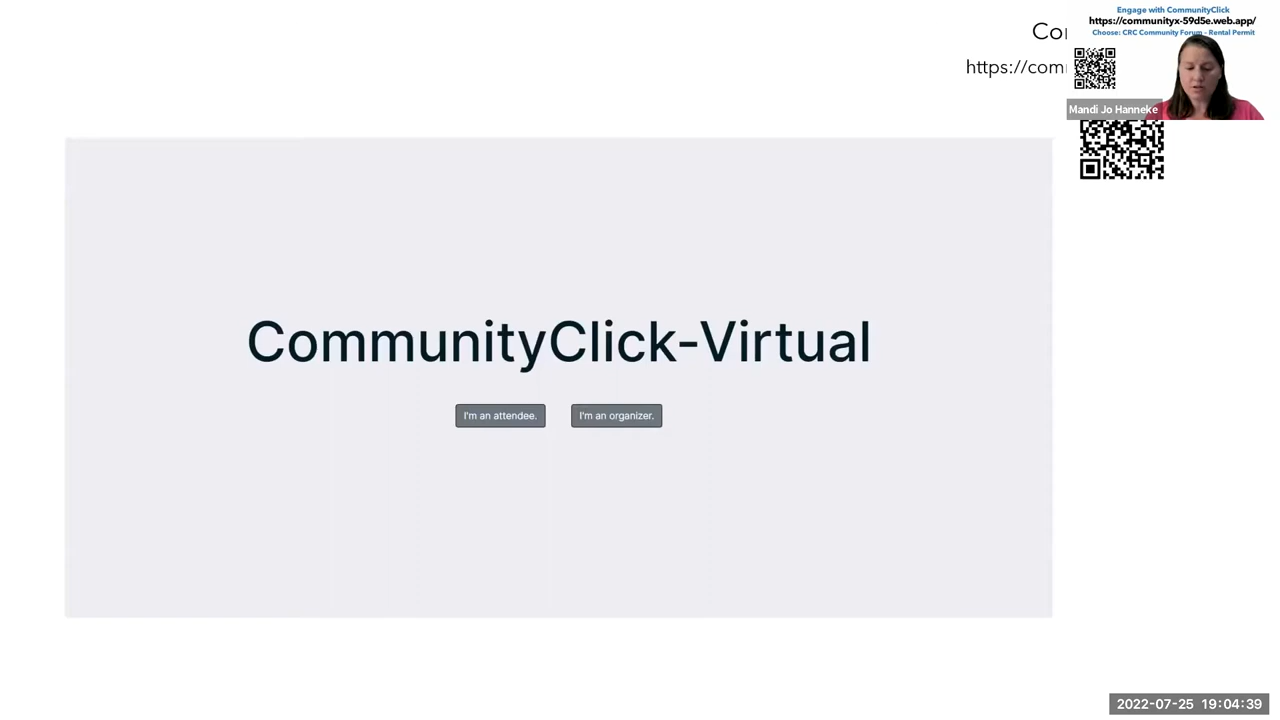 Engage with CommunityClick
https://communityx-59d5e.web.app/
Choose: CRC Community Forum - Rental Permit
https://com
Mandi Jo Hanneke
CommunityClick-Virtual
I'm an attendee.
I'm an organizer.
2022-07-25 19:04:39